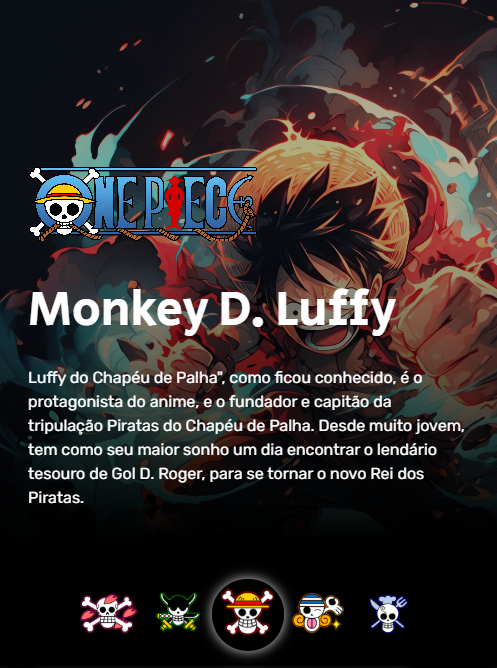 ONE PIECE
Monkey D. Luffy
Luffy do Chapéu de Palha", como ficou conhecido, é o
protagonista do anime, e o fundador e capitão da
tripulação Piratas do Chapéu de Palha. Desde muito jovem,
tem como seu maior sonho um dia encontrar o lendário
tesouro de Gol D. Roger, para se tornar o novo Rei dos
Piratas.